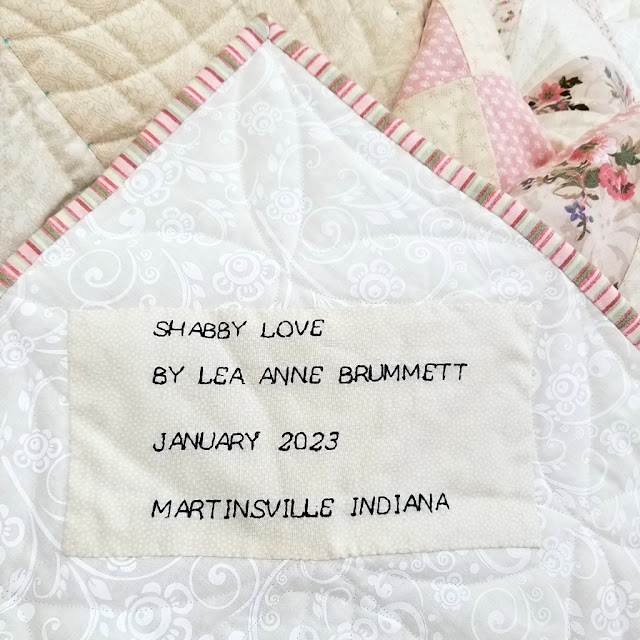 SHABBY LOVE
BY LEA ANNE BRUMMETT
JANUARY 2023
MARTINSVILLE INDIANA